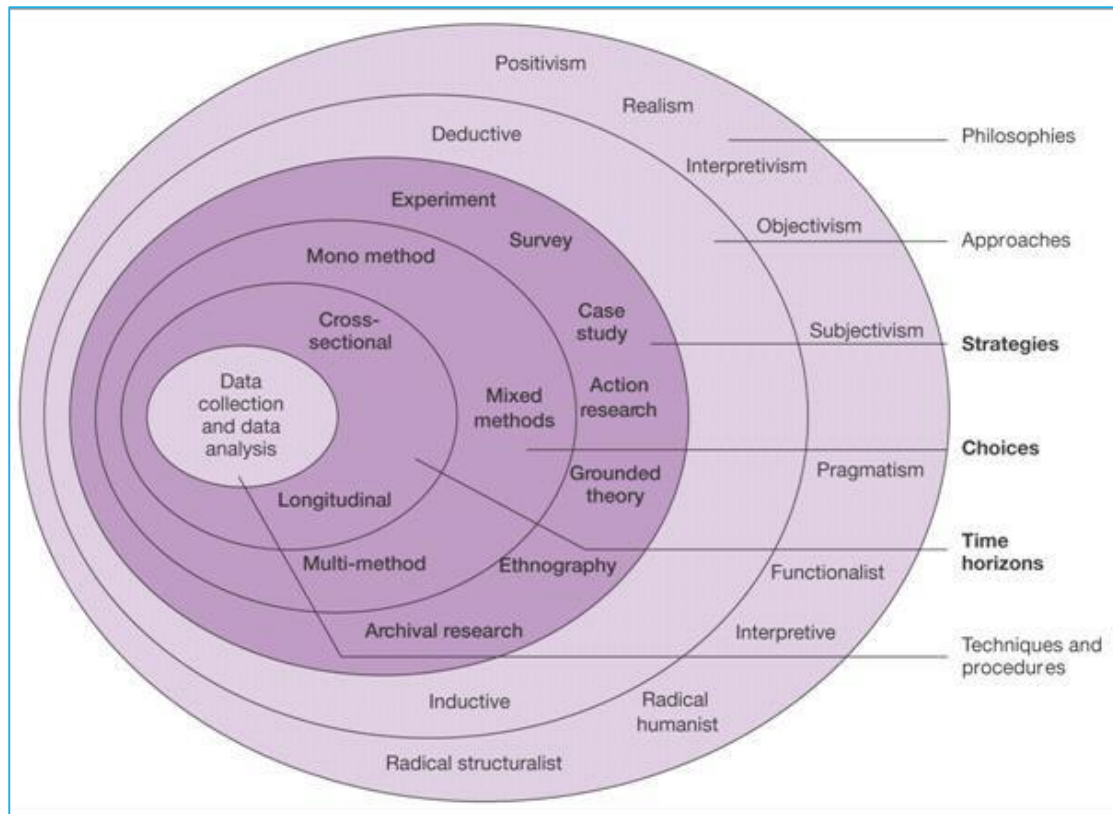 Positivism
Realism
Philosophies
Deductive
Interpretivism
Experiment
Objectivism
Survey
Approaches
Mono method
Case
study
Cross-
sectional
Subjectivism
Strategies
Data
collection
and data
analysis
Mixed
methods
Action
research
Choices
Grounded
theory
Pragmatism
Longitudinal
Time
horizons
Multi-method
Ethnography
Functionalist
Archival research
Interpretive
Techniques and
procedures
Inductive
Radical
humanist
Radical structuralist